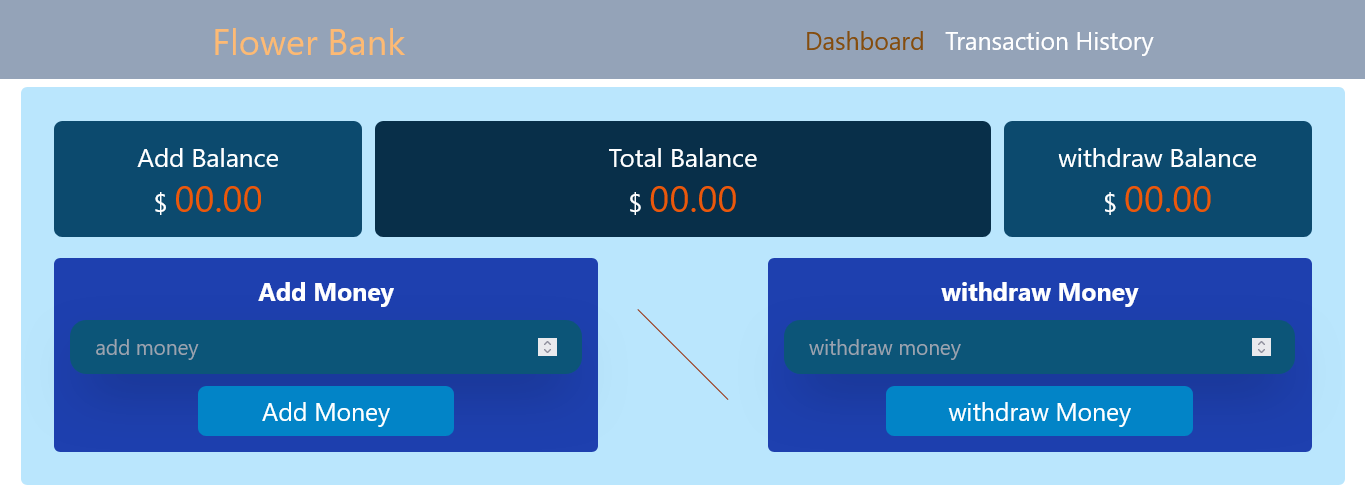 Flower Bank
Dashboard Transaction History
Add Balance
$ 00.00
Total Balance
$ 00.00
withdraw Balance
$ 00.00
Add Money
add money
Add Money
withdraw Money
withdraw money
withdraw Money